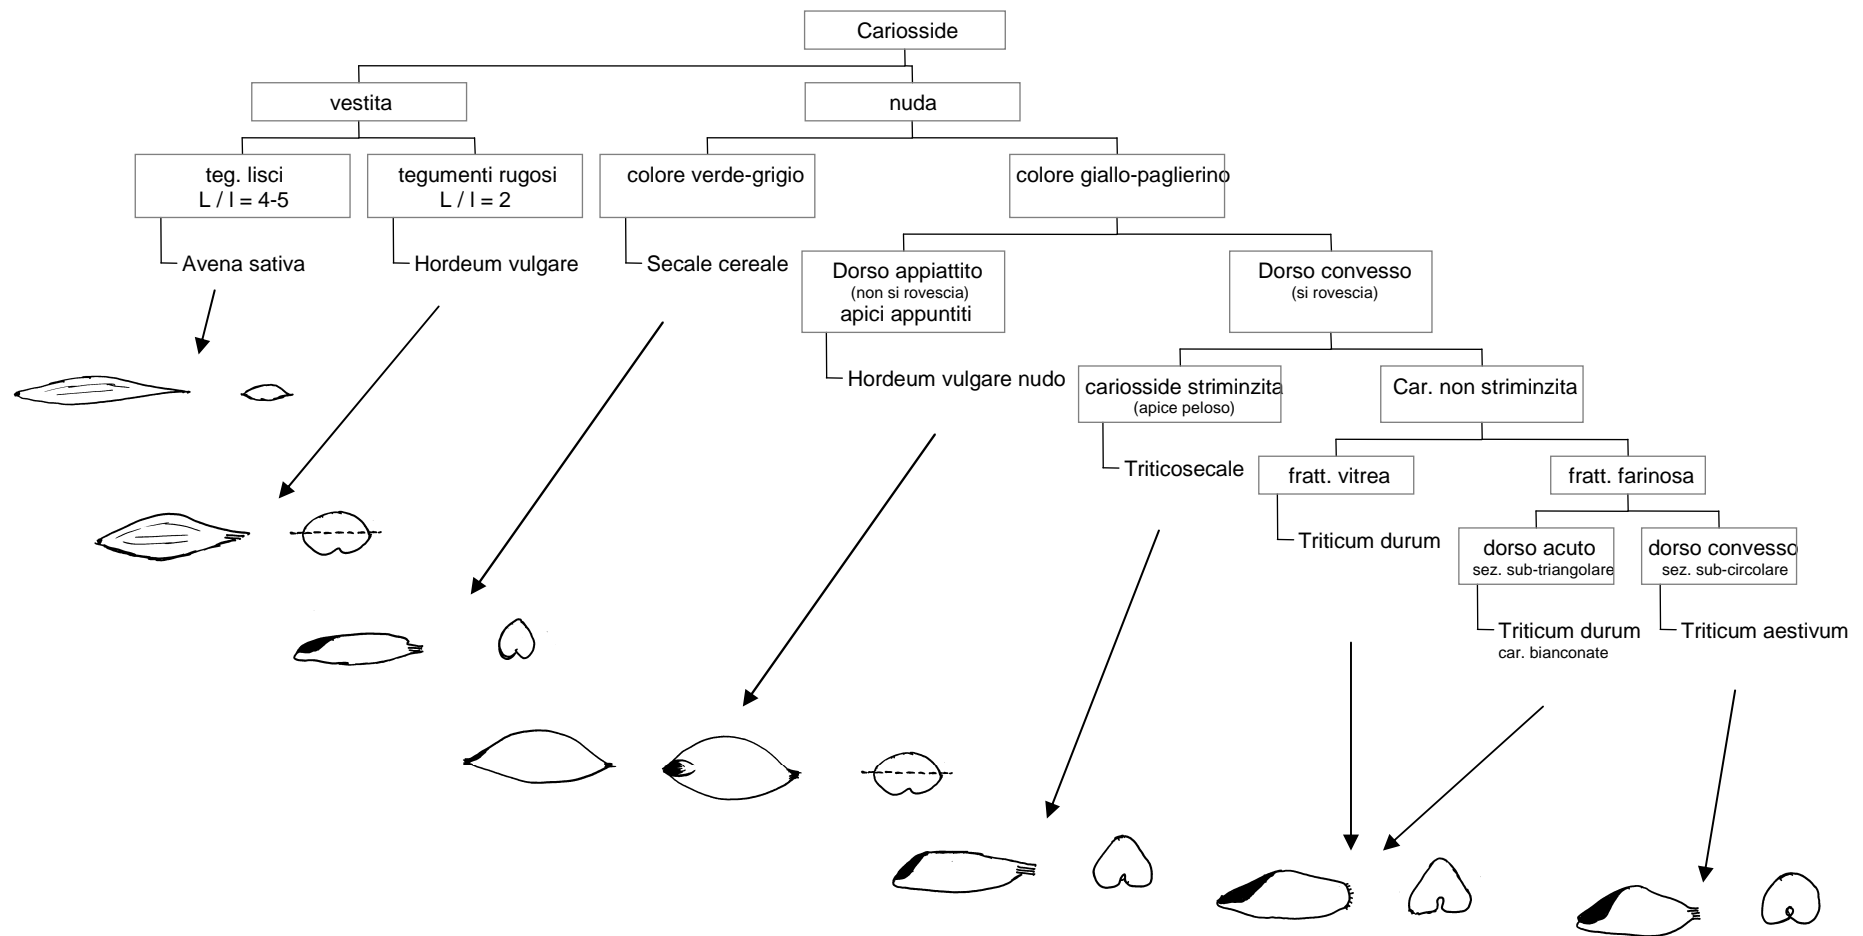 Cariosside
vestita
nuda
teg. lisci
L / l = 4-5
tegumenti rugosi
L / l = 2
colore verde-grigio
colore giallo-paglierino
Avena sativa
Hordeum vulgare
Secale cereale
Dorso appiattito
(non si rovescia)
apici appuntiti
Dorso convesso
(si rovescia)
Hordeum vulgare nudo
cariosside striminzita
(apice peloso)
Car. non striminzita
Triticosecale
fratt. vitrea
fratt. farinosa
Triticum durum
dorso acuto
sez. sub-triangolare
dorso convesso
sez. sub-circolare
Triticum durum
car. bianconate
Triticum aestivum